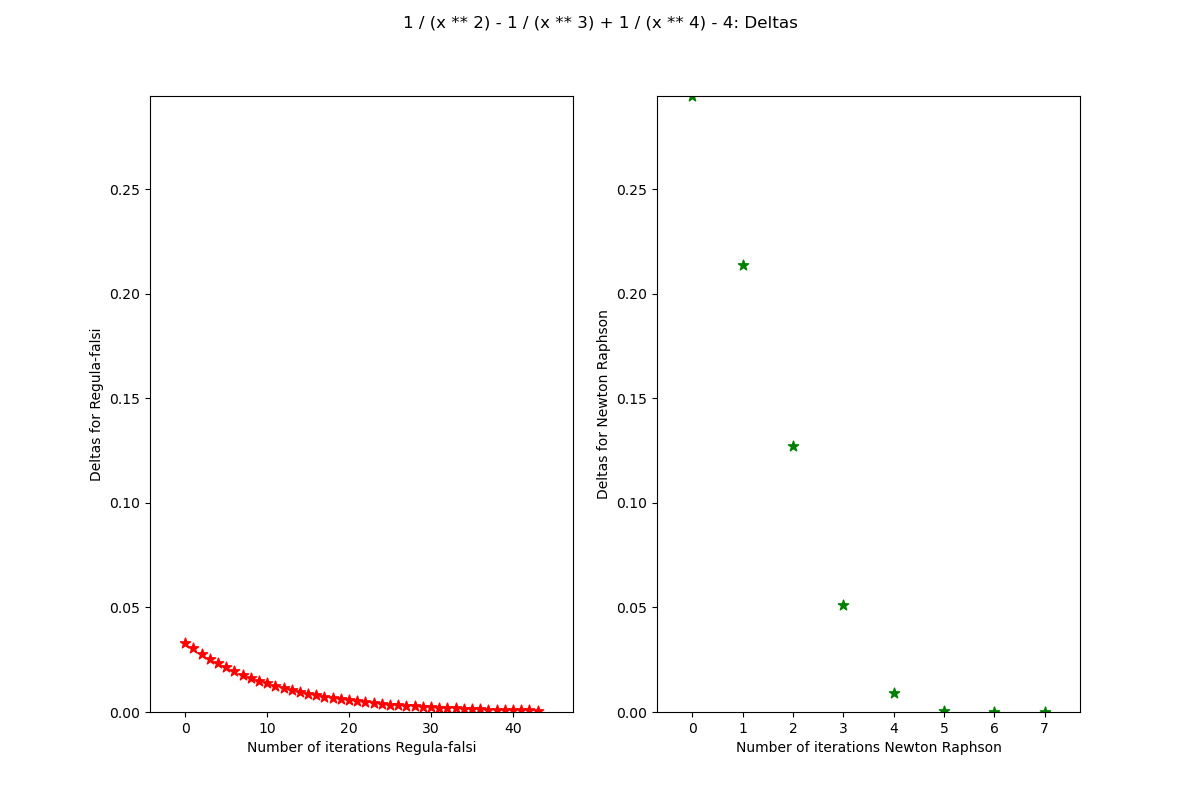 1 / (x ** 2) - 1 / (x ** 3) + 1 / (x ** 4) - 4: Deltas
Deltas for Regula-falsi
0.25
0.20
0.15
0.10
0.05
0.00
0 10 20 30 40
Number of iterations Regula-falsi
Deltas for Newton Raphson
0.25
0.20
0.15
0.10
0.05
0.00
0 1 2 3 4 5 6 7
Number of iterations Newton Raphson